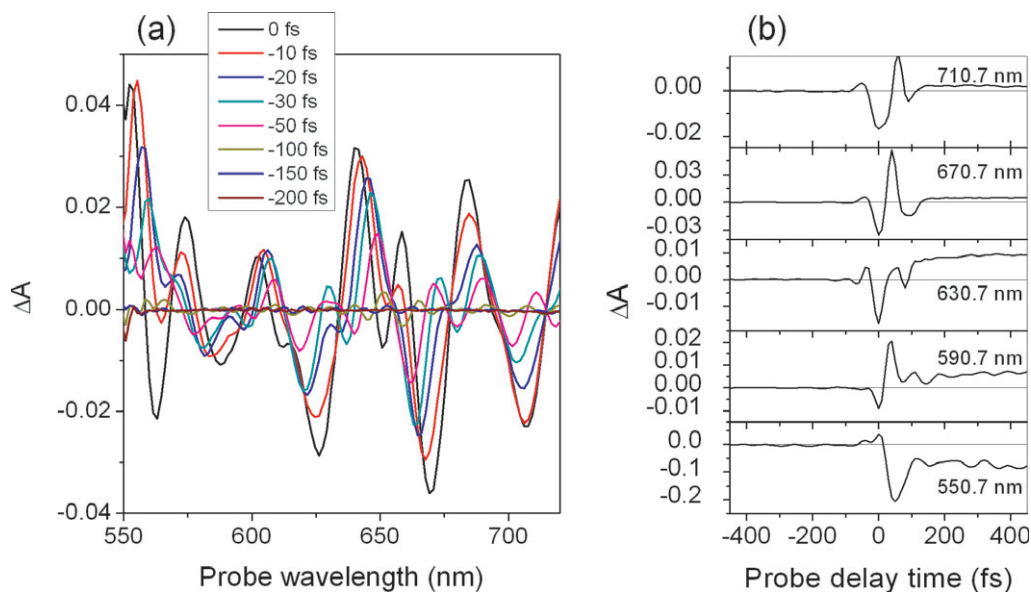 (a)
0 fs
-10 fs
-20 fs
-30 fs
-50 fs
-100 fs
-150 fs
-200 fs
0.04
0.02
0.00
-0.02
-0.04
ΔA
550
600
650
700
Probe wavelength (nm)
(b)
0.00
-0.02
710.7 nm
0.03
0.00
-0.03
670.7 nm
0.01
0.00
-0.01
630.7 nm
0.02
0.01
0.00
-0.01
590.7 nm
0.0
-0.1
-0.2
550.7 nm
ΔA
-400 -200 0 200 400
Probe delay time (fs)